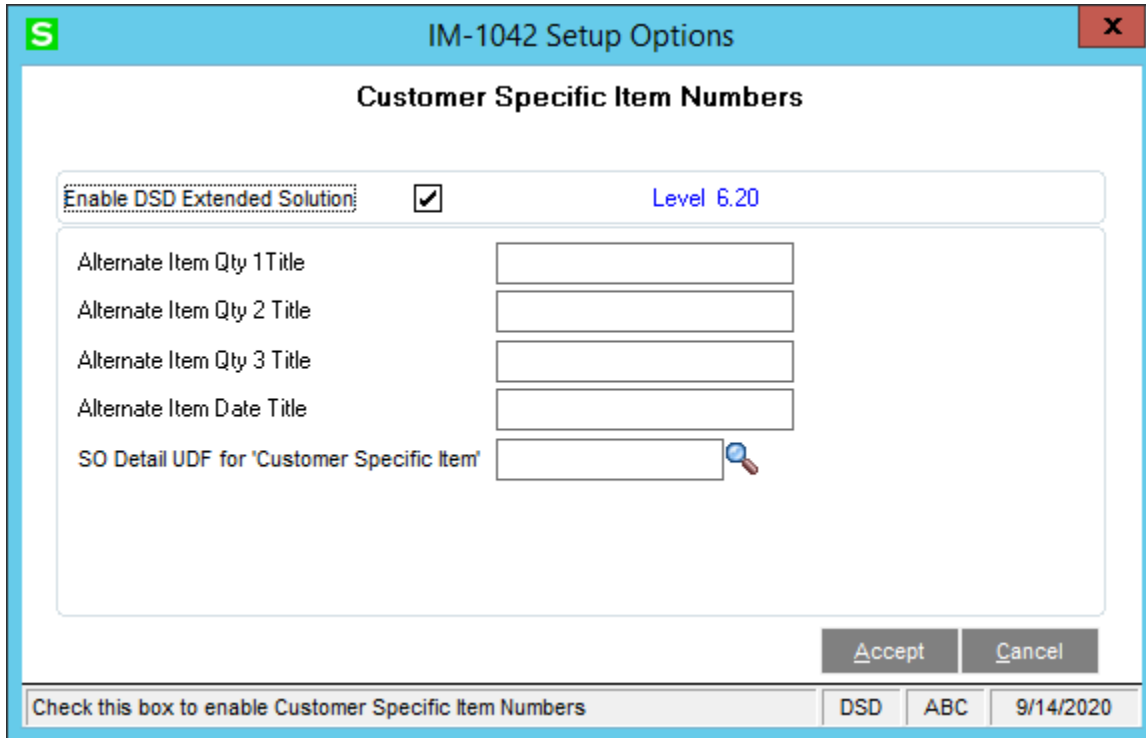 S
IM-1042 Setup Options
x
Customer Specific Item Numbers
Enable DSD Extended Solution Level 6.20
Alternate Item Qty 1Title
Alternate Item Qty 2 Title
Alternate Item Qty 3 Title
Alternate Item Date Title
SO Detail UDF for 'Customer Specific Item'
Accept Cancel
Check this box to enable Customer Specific Item Numbers DSD ABC 9/14/2020